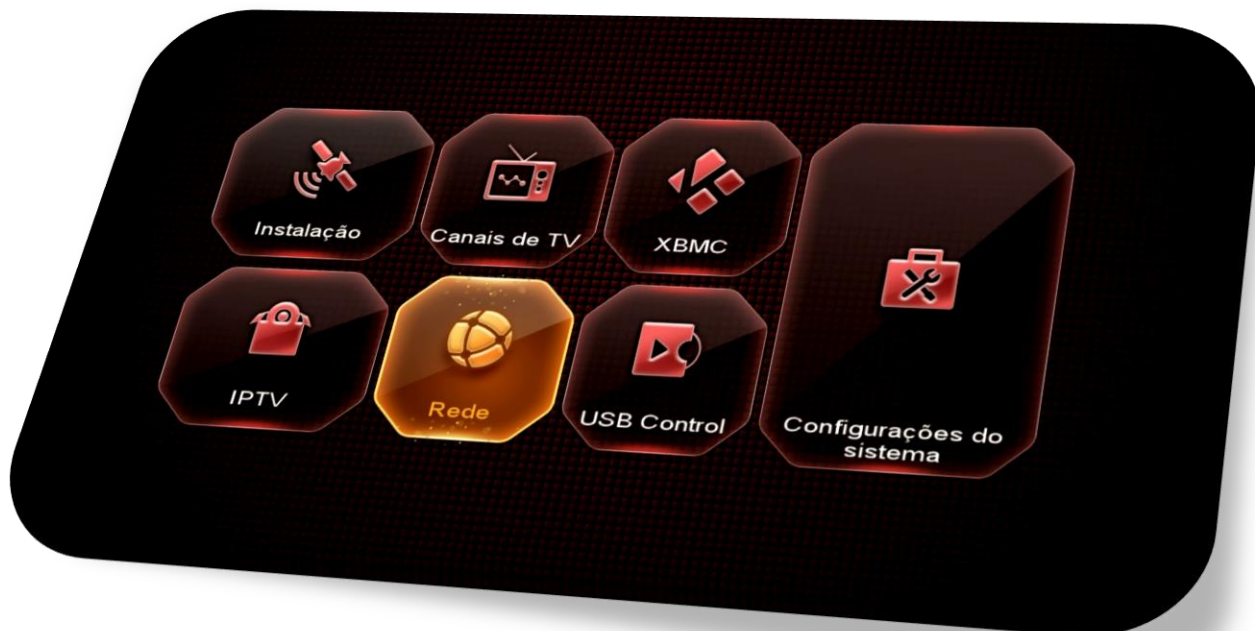 Instalação
Canais de TV
XBMC
IPTV
Rede
USB Control
Configurações do
sistema